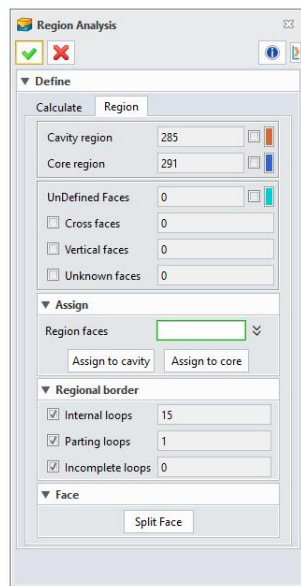 Region Analysis
Define
Calculate Region
Cavity region 285
Core region 291
UnDefined Faces 0
Cross faces 0
Vertical faces 0
Unknown faces 0
Assign
Region faces
Assign to cavity Assign to core
Regional border
Internal loops 15
Parting loops 1
Incomplete loops 0
Face
Split Face